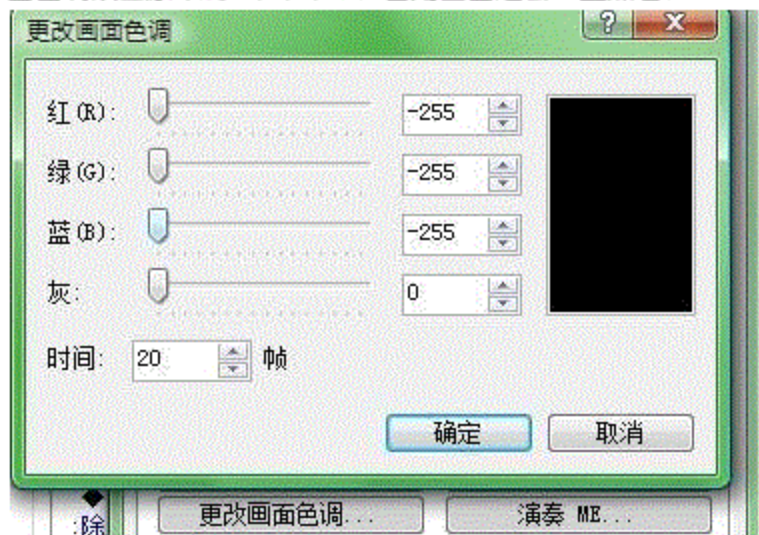 更改画面色调
红(R): -255
绿(G): -255
蓝(B): -255
灰: 0
时间: 20 帧
确定 取消
:除 更改画面色调... 演奏 ME...